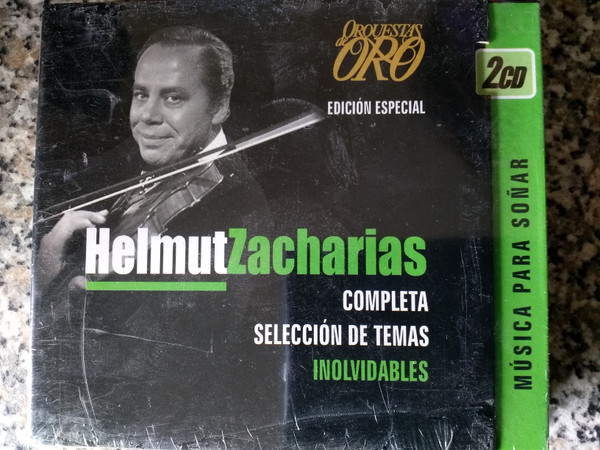 ORQUESTAS
de ORO
EDICIÓN ESPECIAL
2CD
HelmutZacharias
COMPLETA
SELECCIÓN DE TEMAS
INOLVIDABLES
MÚSICA PARA SOÑAR